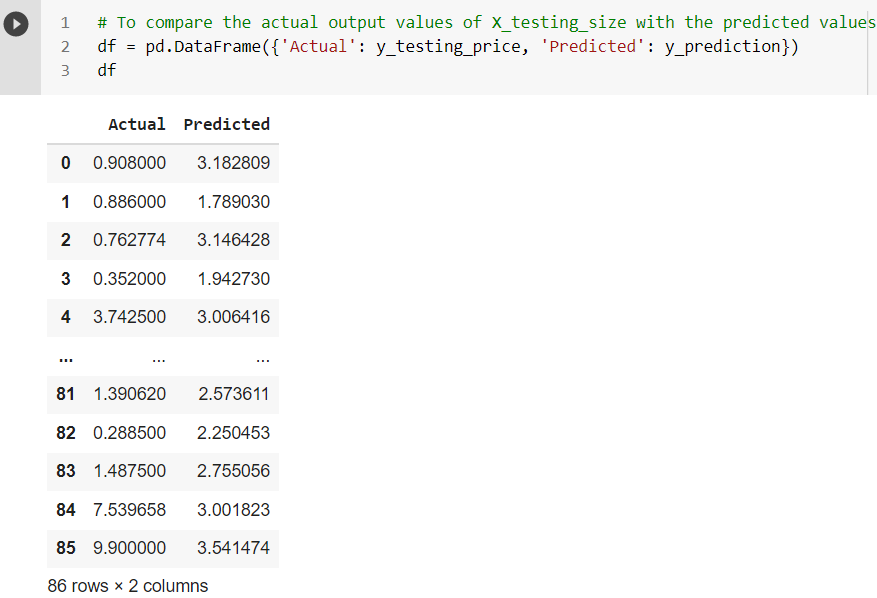 1 # To compare the actual output values of X_testing_size with the predicted values
2 df = pd.DataFrame({'Actual': y_testing_price, 'Predicted': y_prediction})
3 df
Actual Predicted
0 0.908000 3.182809
1 0.886000 1.789030
2 0.762774 3.146428
3 0.352000 1.942730
4 3.742500 3.006416
... ... ...
81 1.390620 2.573611
82 0.288500 2.250453
83 1.487500 2.755056
84 7.539658 3.001823
85 9.900000 3.541474
86 rows × 2 columns